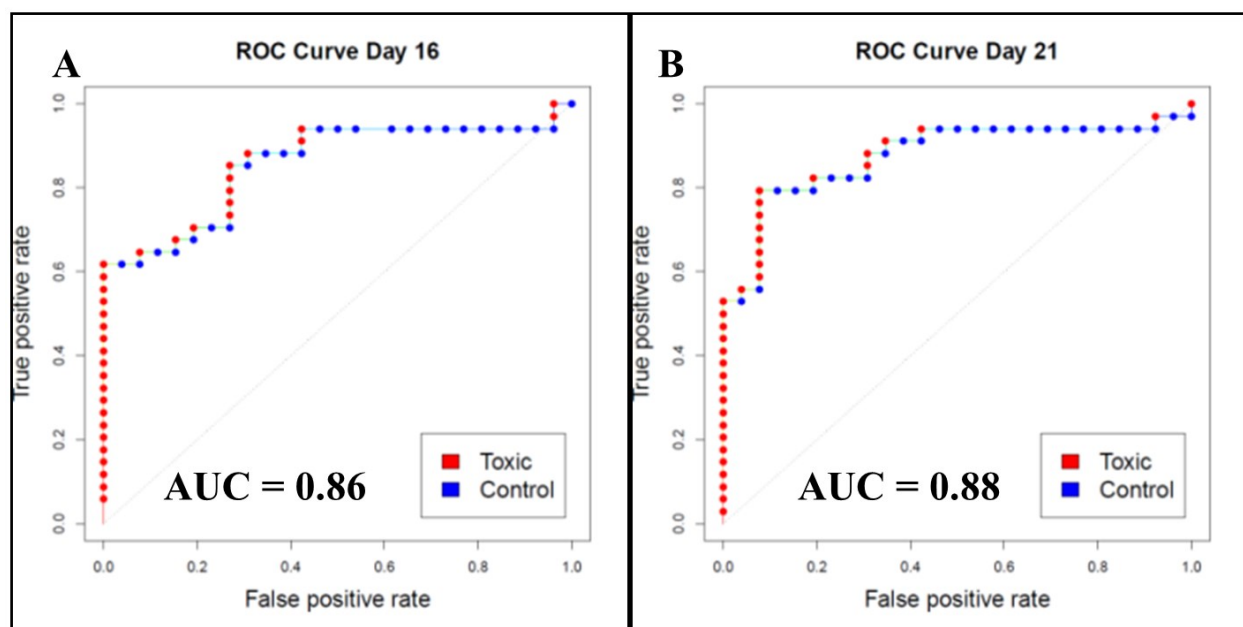 A
ROC Curve Day 16
True positive rate
1.0
0.8
0.6
0.4
0.2
0.0
AUC = 0.86
Toxic
Control
0.0 0.2 0.4 0.6 0.8 1.0
False positive rate
B
ROC Curve Day 21
True positive rate
1.0
0.8
0.6
0.4
0.2
0.0
AUC = 0.88
Toxic
Control
0.0 0.2 0.4 0.6 0.8 1.0
False positive rate